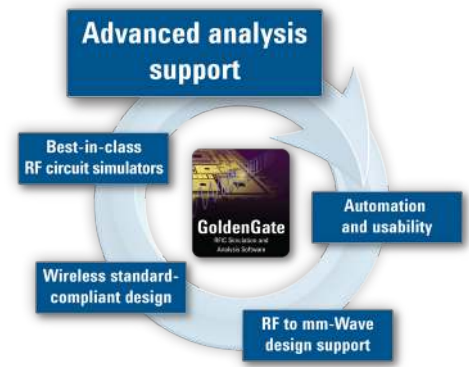 Advanced analysis
support
Best-in-class
RF circuit simulators
GoldenGate
RFIC Simulation and
Analysis Software
Automation
and usability
Wireless standard-
compliant design
RF to mm-Wave
design support